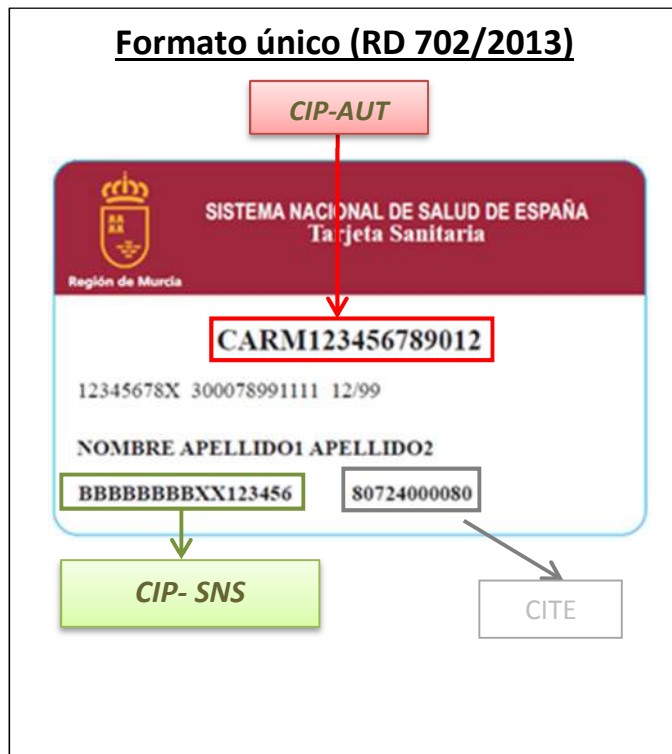 Formato único (RD 702/2013)
CIP-AUT
SISTEMA NACIONAL DE SALUD DE ESPAÑA
Tarjeta Sanitaria
Región de Murcia
CARM123456789012
12345678X 300078991111 12/99
NOMBRE APELLIDO1 APELLIDO2
BBBBBBBBXX123456 80724000080
CIP- SNS
CITE